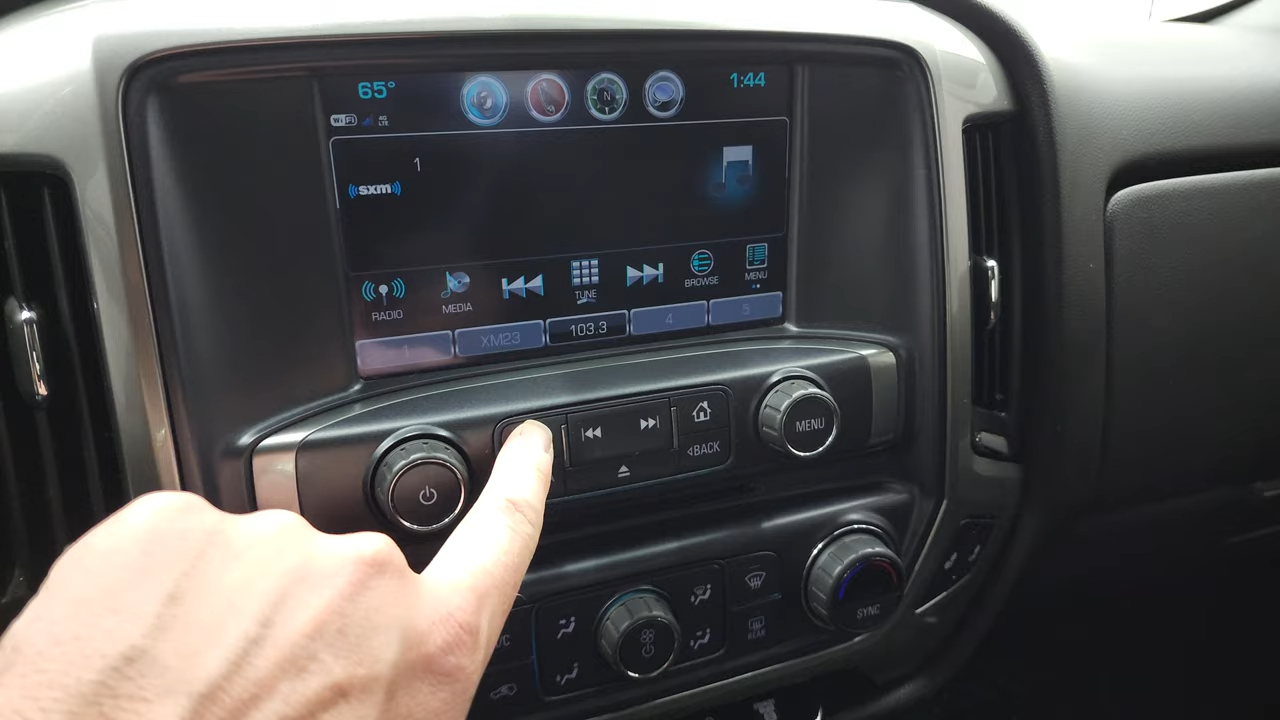 65°
1:44
WiFi
4G
LTE
N
1
sxm
RADIO
MEDIA
TUNE
BROWSE
MENU
1
XM23
103.3
4
5
MENU
BACK
SYNC
REAR